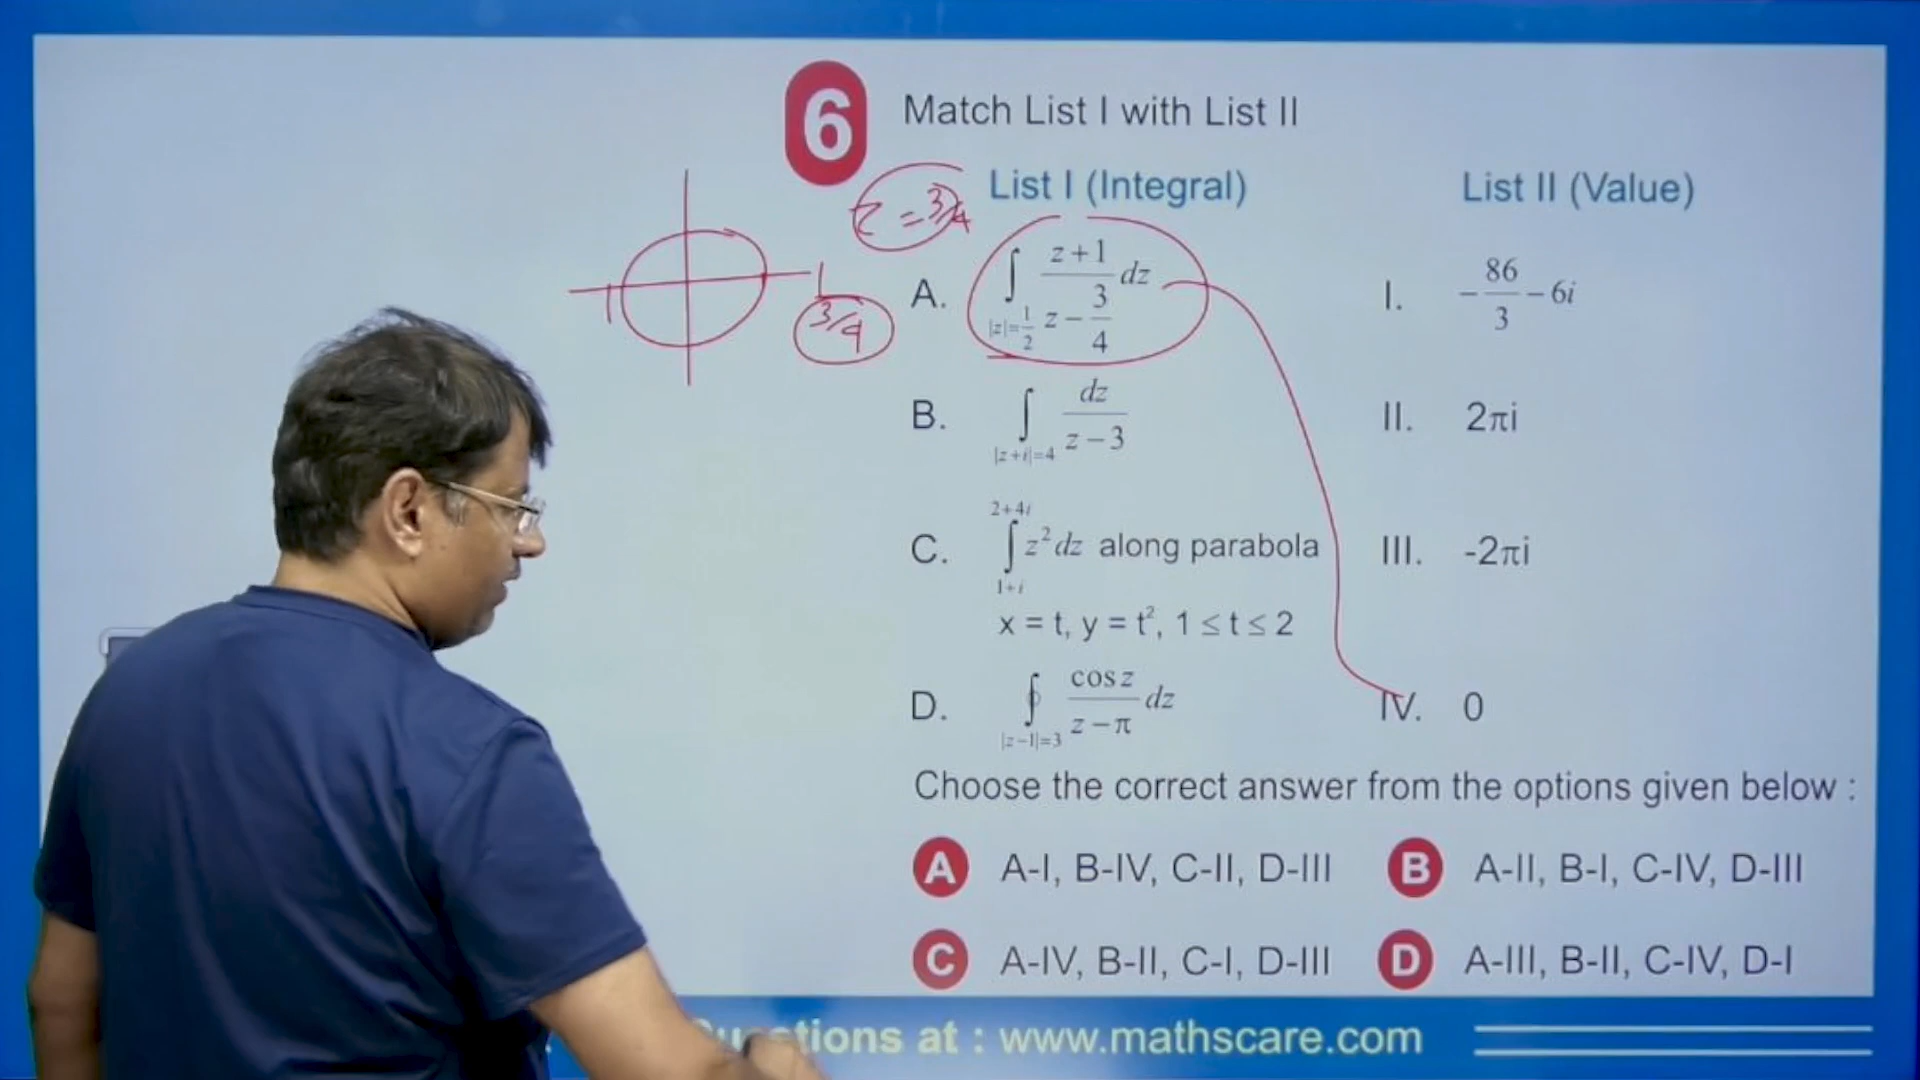 6 Match List I with List II
List I (Integral) List II (Value)
z = 3/4
3/4
A. ∫_{|z|=1/2} (z+1)/(z − 3/4) dz I. −86/3 − 6i
B. ∫_{|z+i|=4} dz/(z−3) II. 2πi
C. ∫_{1+i}^{2+4i} z² dz along parabola III. -2πi
x = t, y = t², 1 ≤ t ≤ 2
D. ∮_{|z−1|=3} cos z/(z−π) dz IV. 0
Choose the correct answer from the options given below :
A A-I, B-IV, C-II, D-III B A-II, B-I, C-IV, D-III
C A-IV, B-II, C-I, D-III D A-III, B-II, C-IV, D-I
at : www.mathscare.com